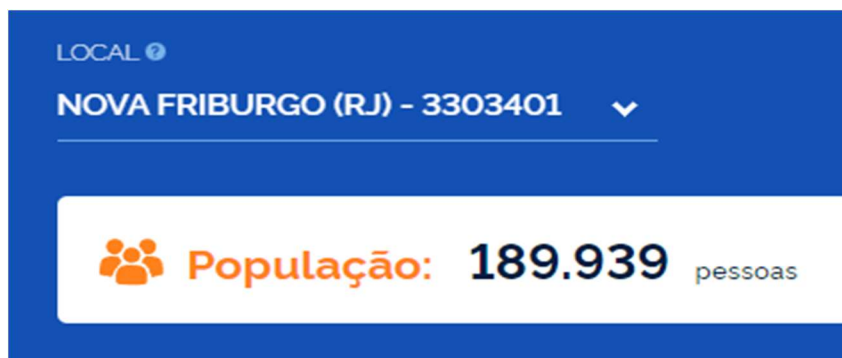 LOCAL ?
NOVA FRIBURGO (RJ) - 3303401
População: 189.939 pessoas